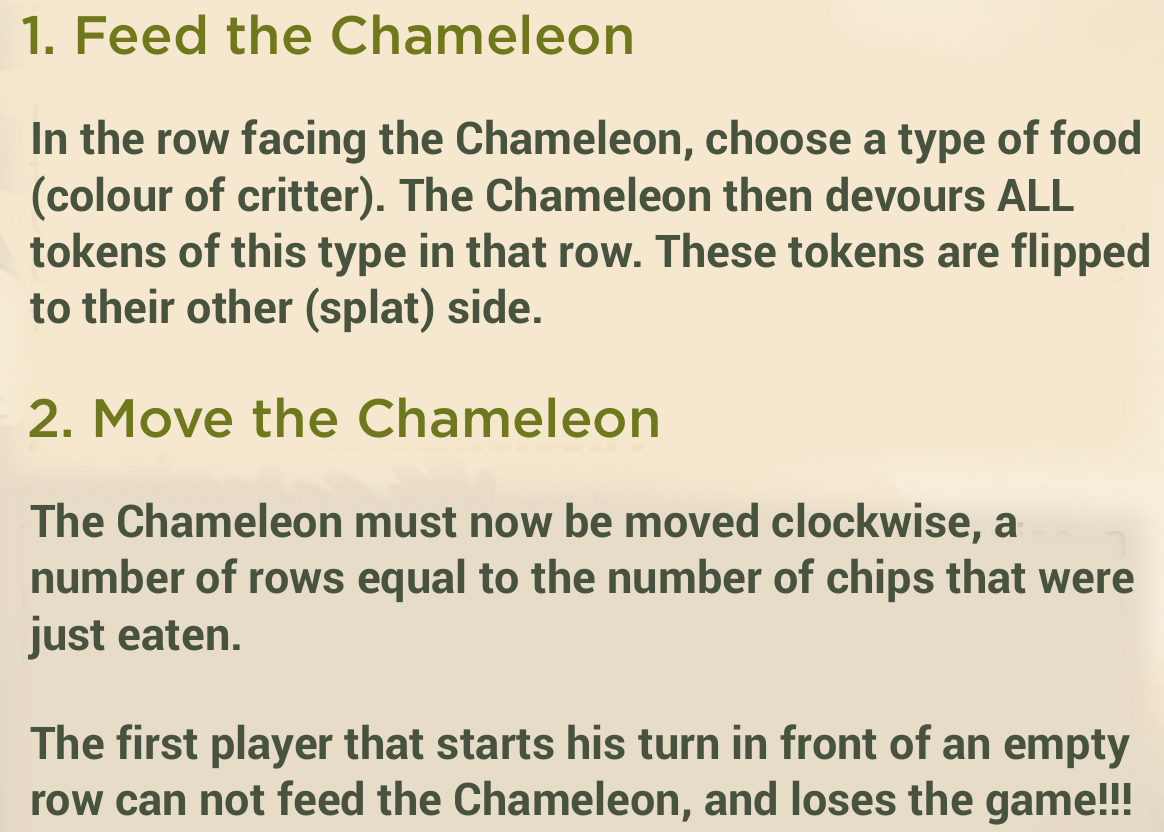 1. Feed the Chameleon
In the row facing the Chameleon, choose a type of food
(colour of critter). The Chameleon then devours ALL
tokens of this type in that row. These tokens are flipped
to their other (splat) side.
2. Move the Chameleon
The Chameleon must now be moved clockwise, a
number of rows equal to the number of chips that were
just eaten.
The first player that starts his turn in front of an empty
row can not feed the Chameleon, and loses the game!!!